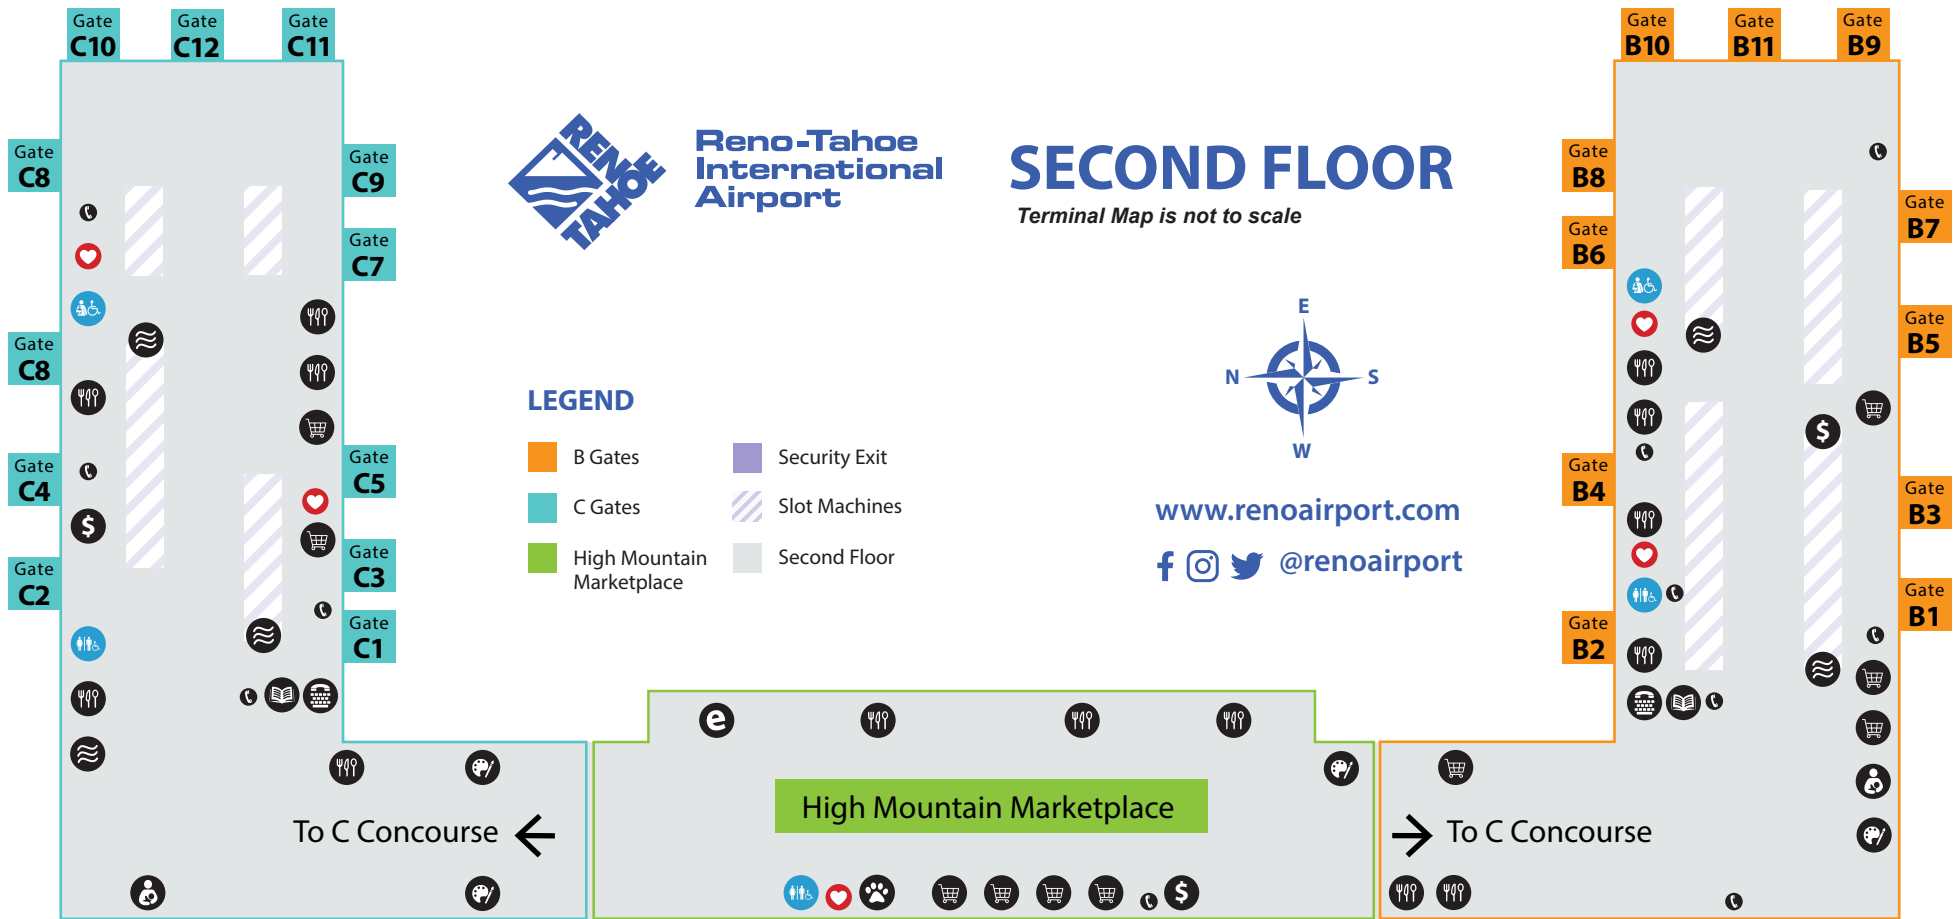 Gate
C10
Gate
C12
Gate
C11
Gate
B10
Gate
B11
Gate
B9
Gate
C8
Gate
C9
Gate
C7
Gate
C8
Gate
C4
Gate
C5
Gate
C2
Gate
C3
Gate
C1
RENO
TAHOE
Reno-Tahoe
International
Airport
SECOND FLOOR
Terminal Map is not to scale
LEGEND
B Gates
C Gates
High Mountain
Marketplace
Security Exit
Slot Machines
Second Floor
E
N
S
W
www.renoairport.com
@renoairport
Gate
B8
Gate
B6
Gate
B7
Gate
B5
Gate
B4
Gate
B3
Gate
B2
Gate
B1
$
$
e
High Mountain Marketplace
To C Concourse
To C Concourse
$